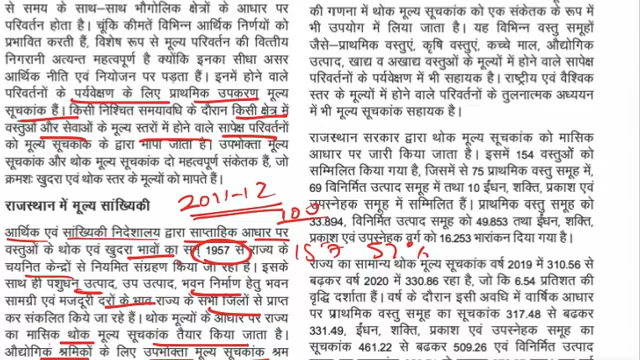 से समय के साथ-साथ भौगोलिक क्षेत्रों के आधार पर
परिवर्तित होती है। चूंकि कीमतें विभिन्न आर्थिक निर्णयों को
प्रभावित करती हैं, विशेष रूप से मूल्य परिवर्तन की वित्तीय
निगरानी अत्यन्त महत्वपूर्ण है क्योंकि इनका सीधा असर
आर्थिक नीति एवं नियोजन पर पड़ता है। इनमें होने वाले
परिवर्तनों के पर्यवेक्षण के लिए प्राथमिक उपकरण मूल्य
सूचकांक हैं। किसी निश्चित समयावधि के दौरान किसी क्षेत्र में
वस्तुओं और सेवाओं के मूल्य स्तरों में होने वाले सापेक्ष परिवर्तनों
को मूल्य सूचकांक के द्वारा मापा जाता है। उपभोक्ता मूल्य
सूचकांक और थोक मूल्य सूचकांक दो महत्वपूर्ण संकेतक हैं, जो
क्रमशः खुदरा एवं थोक स्तर के मूल्यों को मापते हैं।
2011-12
100
राजस्थान में मूल्य सांख्यिकी
आर्थिक एवं सांख्यिकी निदेशालय द्वारा साप्ताहिक आधार पर
वस्तुओं के थोक एवं खुदरा भावों का सन् 1957 से राज्य के
चयनित केन्द्रों से नियमित संग्रहण किया जा रहा है। इसके
साथ ही पशुधन उत्पाद, उप उत्पाद, भवन निर्माण हेतु भवन
सामग्री एवं मजदूरी दरों के भाव राज्य के सभी जिलों से प्राप्त
कर संकलित किये जा रहे हैं। थोक मूल्यों के आधार पर राज्य
का मासिक थोक मूल्य सूचकांक तैयार किया जाता है।
औद्योगिक श्रमिकों के लिए उपभोक्ता मूल्य सूचकांक श्रम
की गणना में थोक मूल्य सूचकांक को एक संकेतक के रूप में
भी उपयोग में लिया जाता है। यह विभिन्न वस्तु समूहों
जैसे-प्राथमिक वस्तुएं, कृषि वस्तुएं, कच्चे माल, औद्योगिक
उत्पाद, खाद्य व अखाद्य वस्तुओं के मूल्यों में होने वाले सापेक्ष
परिवर्तनों के पर्यवेक्षण में भी सहायक है। राष्ट्रीय एवं वैश्विक
स्तर के मूल्यों में होने वाले परिवर्तनों के तुलनात्मक अध्ययन
में भी मूल्य सूचकांक सहायक है।
राजस्थान सरकार द्वारा थोक मूल्य सूचकांक को मासिक
आधार पर जारी किया जाता है। इसमें 154 वस्तुओं को
सम्मिलित किया गया है, जिसमें से 75 प्राथमिक वस्तु समूह में,
69 विनिर्मित उत्पाद समूह में तथा 10 ईंधन, शक्ति, प्रकाश एवं
उपस्नेहक समूह में सम्मिलित हैं। प्राथमिक वस्तु समूह को
33.894, विनिर्मित उत्पाद समूह को 49.853 तथा ईंधन, शक्ति,
प्रकाश एवं उपस्नेहक वर्ग को 16.253 भारांकन दिया गया है।
157 57%
राज्य का सामान्य थोक मूल्य सूचकांक वर्ष 2019 में 310.56 से
बढ़कर वर्ष 2020 में 330.86 रहा है, जो कि 6.54 प्रतिशत की
वृद्धि दर्शाता हैं। वर्ष के दौरान इसी अवधि में वार्षिक आधार
पर प्राथमिक वस्तु समूह का सूचकांक 317.48 से बढ़कर
331.49, ईंधन, शक्ति, प्रकाश एवं उपस्नेहक समूह का
सूचकांक 461.22 से बढ़कर 509.26 एवं विनिर्मित उत्पाद